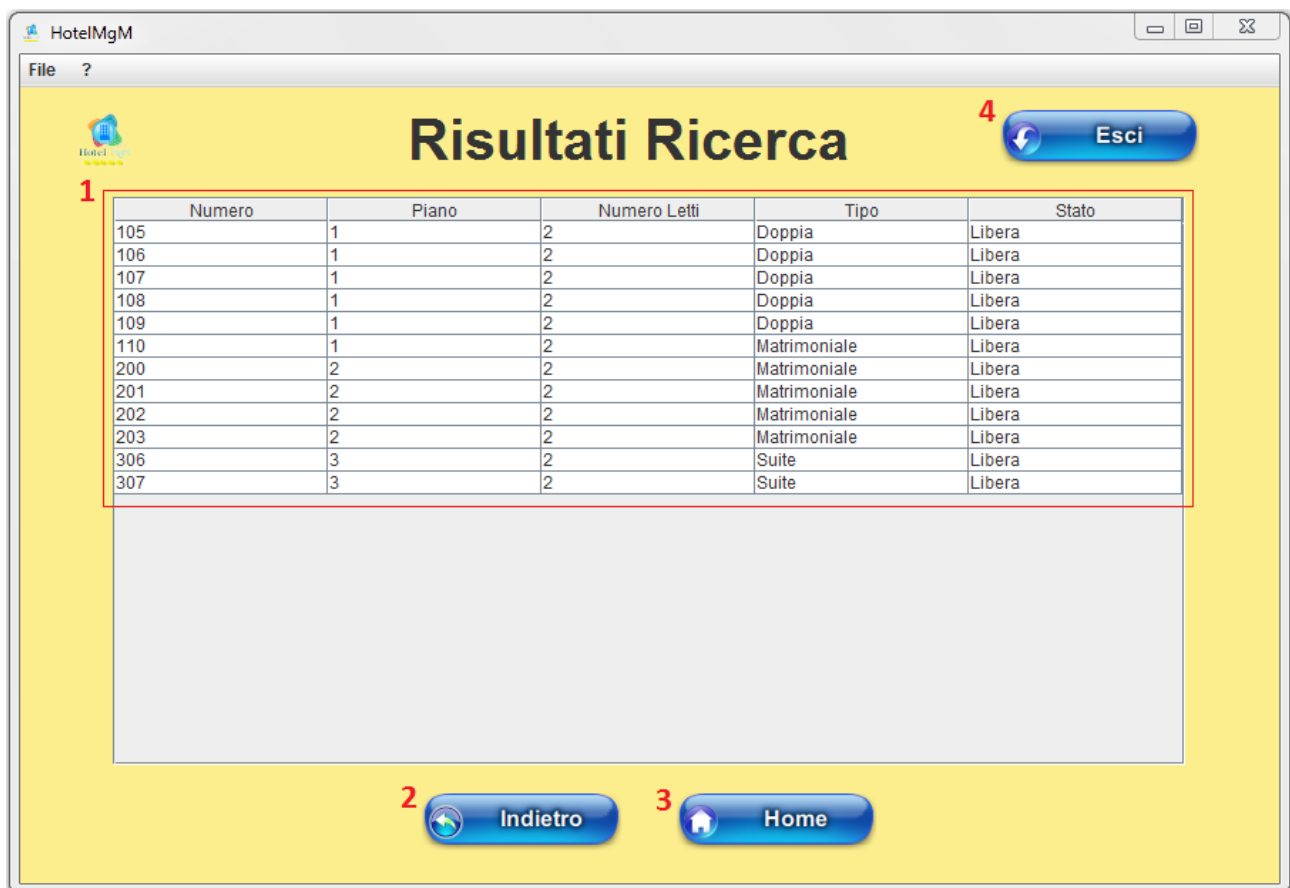 HotelMgM
File ?
4
Risultati Ricerca
Esci
Hotel
1
Numero Piano Numero Letti Tipo Stato
105 1 2 Doppia Libera
106 1 2 Doppia Libera
107 1 2 Doppia Libera
108 1 2 Doppia Libera
109 1 2 Doppia Libera
110 1 2 Matrimoniale Libera
200 2 2 Matrimoniale Libera
201 2 2 Matrimoniale Libera
202 2 2 Matrimoniale Libera
203 2 2 Matrimoniale Libera
306 3 2 Suite Libera
307 3 2 Suite Libera
2 Indietro 3 Home